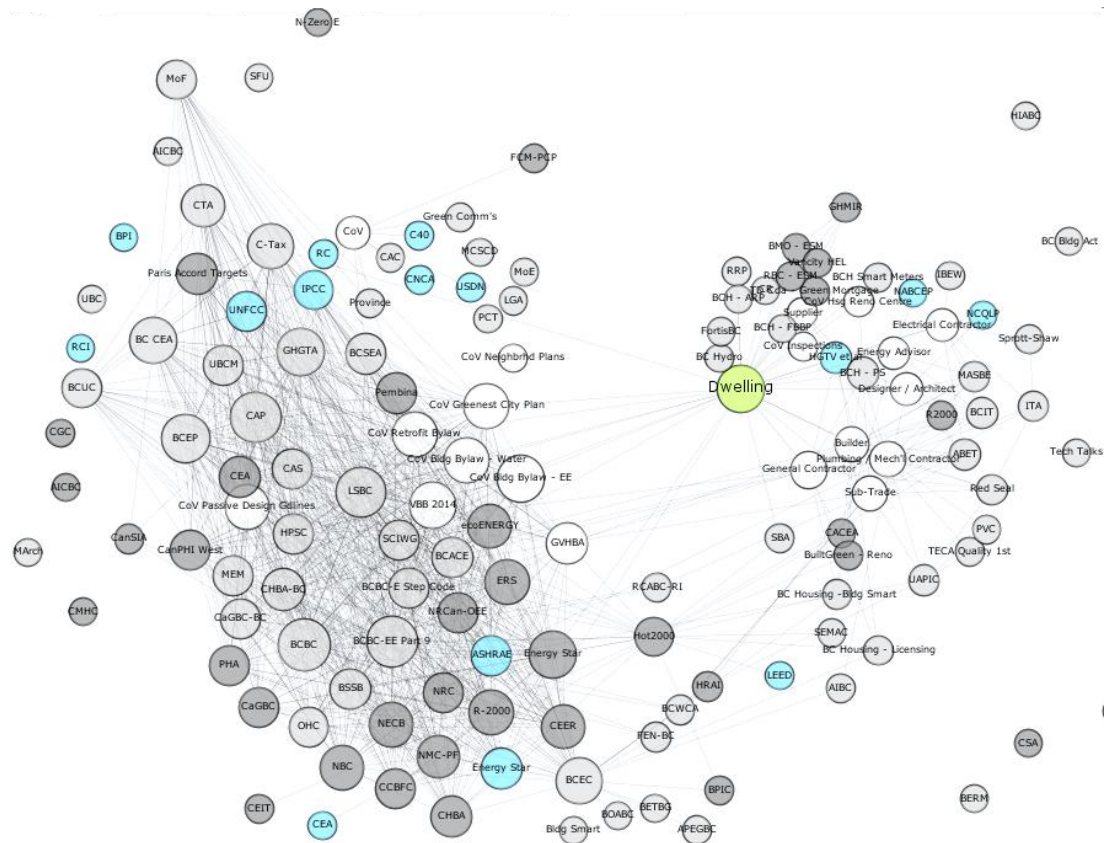 N-Zero-E
MoF
SFU
HIABC
AICBC
FCM-PCP
CTA
GHMIR
Green Comm's
BPI
C-Tax
RC
CoV
C40
BMO - ESM
BC Bldg Act
CAC
MCSCD
Vancity HEL
Paris Accord Targets
RRP
RBC - ESM
BCH Smart Meters
IBEW
MoE
CNCA
USDN
IPCC
UNFCC
UBC
Province
LGA
PCT
BCH - ARP
Green Mortgage
NABCEP
CoV Hsg Reno Centre
Supplier
NCQLP
Electrical Contractor
FortisBC
BCH - FBBP
Sprott-Shaw
BC CEA
RCI
UBCM
GHGTA
BCSEA
CoV Neighbrhd Plans
BC Hydro
CoV Inspections
HGTV et al
Energy Advisor
BCH - PS
MASBE
BCUC
Pembina
Dwelling
Designer / Architect
CoV Greenest City Plan
R2000
BCIT
ITA
CAP
CGC
BCEP
CoV Retrofit Bylaw
Builder
Tech Talks
CoV Bldg Bylaw - Water
Plumbing / Mech'l Contractor
ABET
CEA
CAS
General Contractor
CoV Bldg Bylaw - EE
AICBC
LSBC
Sub-Trade
Red Seal
CoV Passive Design Gdlines
VBB 2014
ecoENERGY
CanSIA
HPSC
SCIWG
GVHBA
SBA
CACEA
PVC
MArch
CanPHI West
BCACE
BuiltGreen - Reno
TECA Quality 1st
MEM
CHBA-BC
BCBC-E Step Code
ERS
RCABC-RI
UAPIC
BC Housing -Bldg Smart
CMHC
CaGBC-BC
NRCan-OEE
BCBC
BCBC-EE Part 9
Hot2000
SEMAC
ASHRAE
Energy Star
BC Housing - Licensing
PHA
LEED
BSSB
NRC
HRAI
AIBC
CaGBC
R-2000
BCWCA
OHC
NECB
CEER
FEN-BC
CSA
NMC-PF
NBC
Energy Star
BCEC
CCBFC
BPIC
BERM
CEIT
CHBA
BETBG
BOABC
CEA
Bldg Smart
APEGBC